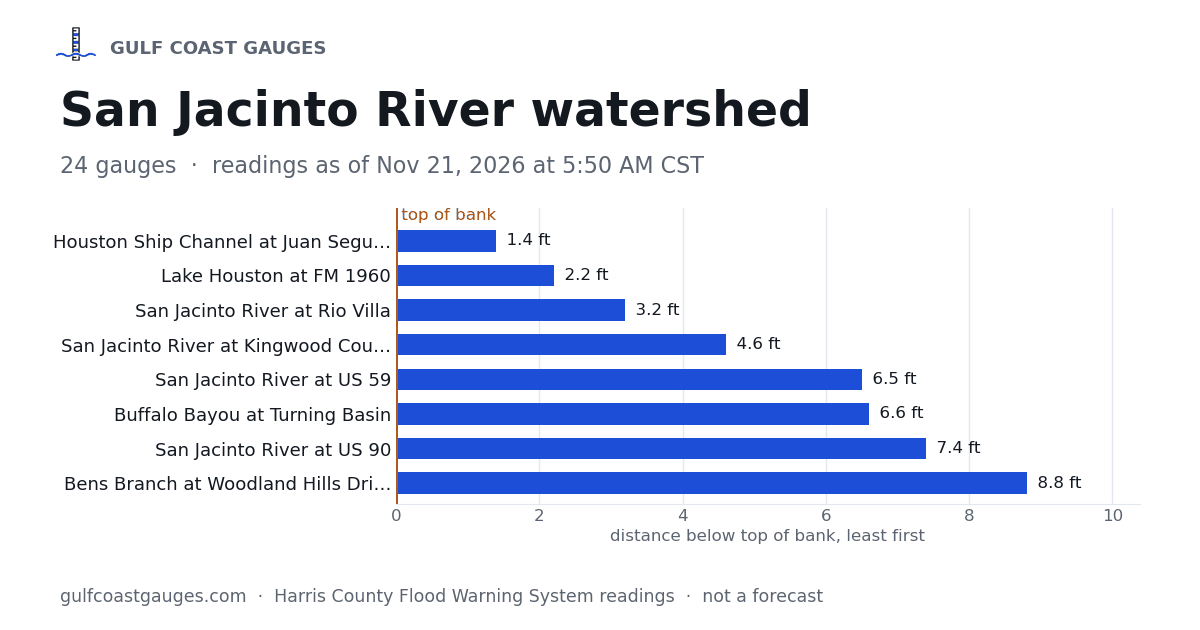 GULF COAST GAUGES
San Jacinto River watershed
24 gauges · readings as of Nov 21, 2026 at 5:50 AM CST
top of bank
Houston Ship Channel at Juan Segu… 1.4 ft
Lake Houston at FM 1960 2.2 ft
San Jacinto River at Rio Villa 3.2 ft
San Jacinto River at Kingwood Cou… 4.6 ft
San Jacinto River at US 59 6.5 ft
Buffalo Bayou at Turning Basin 6.6 ft
San Jacinto River at US 90 7.4 ft
Bens Branch at Woodland Hills Dri… 8.8 ft
0 2 4 6 8 10
distance below top of bank, least first
gulfcoastgauges.com · Harris County Flood Warning System readings · not a forecast